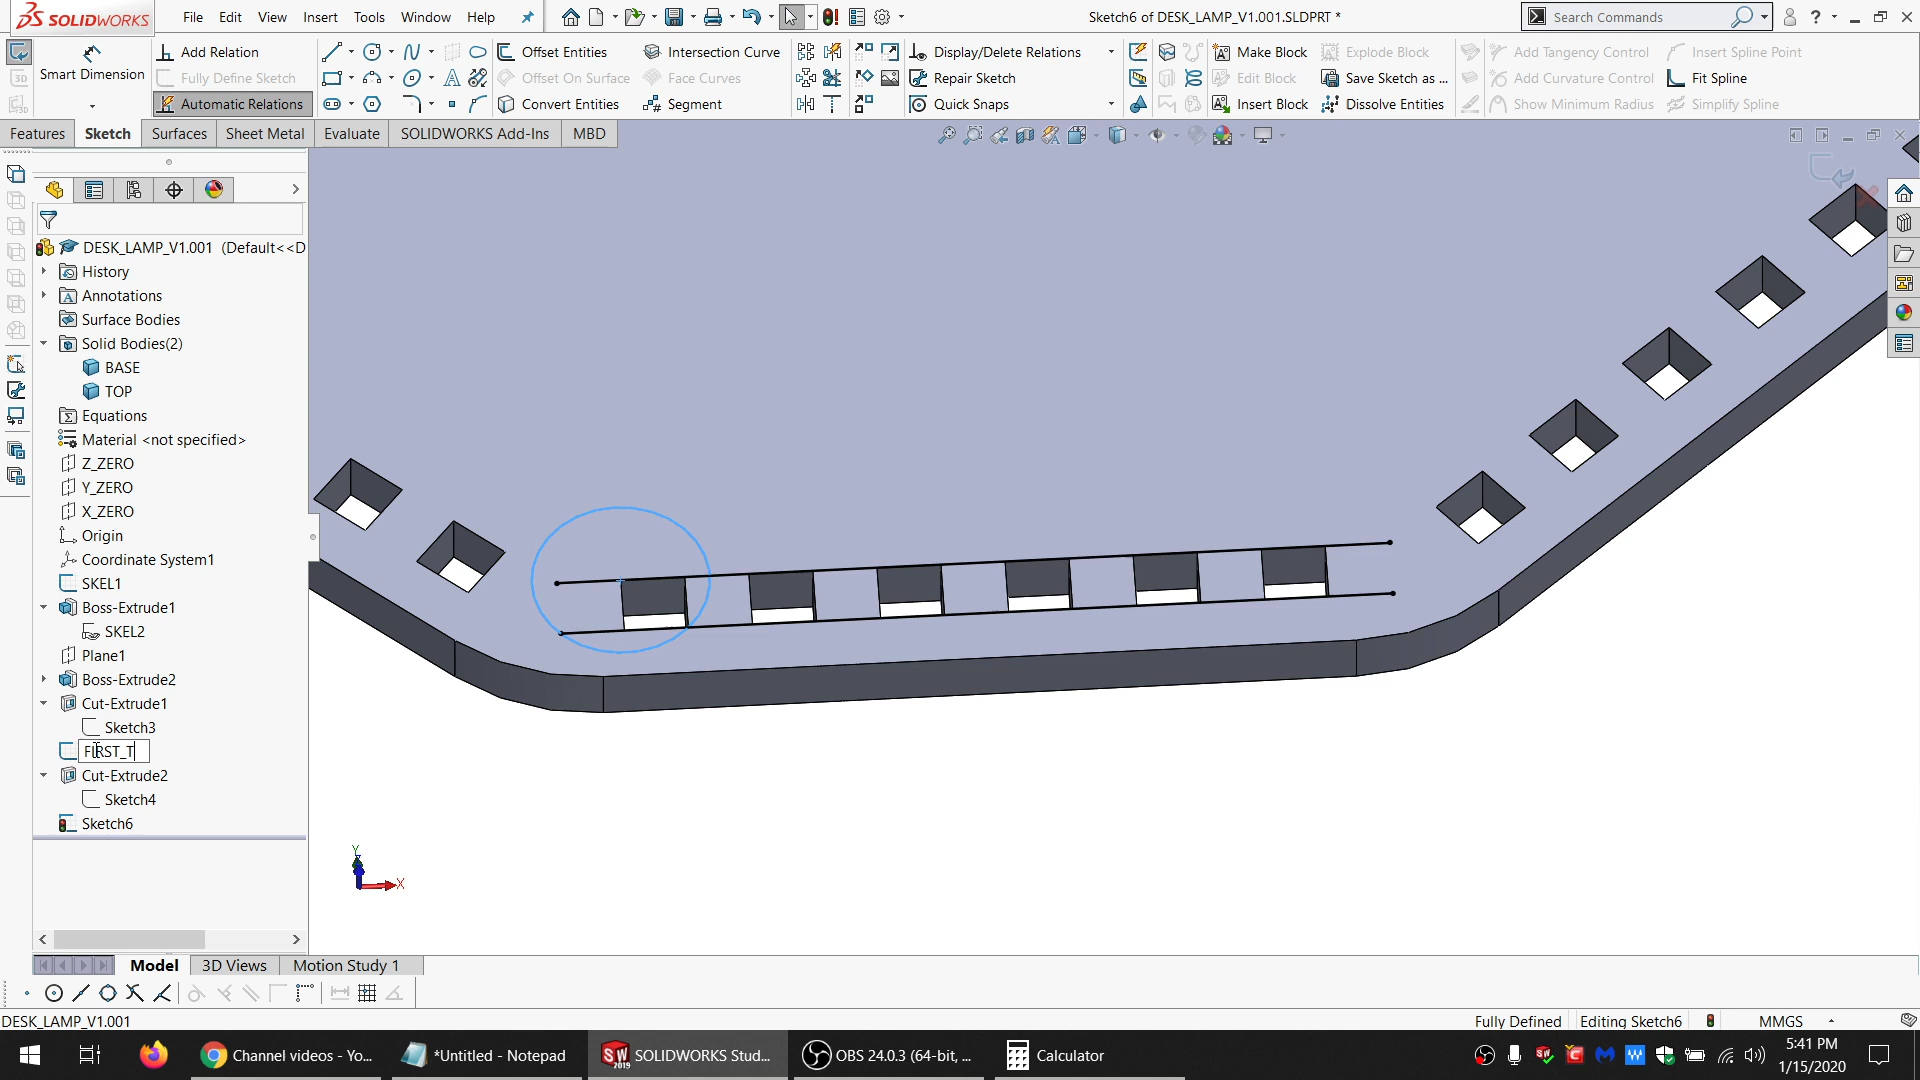 SOLIDWORKS
File Edit View Insert Tools Window Help
Sketch6 of DESK_LAMP_V1.001.SLDPRT *
Search Commands
Smart Dimension
Add Relation
Fully Define Sketch
Automatic Relations
Offset Entities
Offset On Surface
Convert Entities
Intersection Curve
Face Curves
Segment
Display/Delete Relations
Repair Sketch
Quick Snaps
Make Block
Edit Block
Insert Block
Explode Block
Save Sketch as ...
Dissolve Entities
Add Tangency Control
Add Curvature Control
Show Minimum Radius
Insert Spline Point
Fit Spline
Simplify Spline
Features Sketch Surfaces Sheet Metal Evaluate SOLIDWORKS Add-Ins MBD
DESK_LAMP_V1.001 (Default<<D
History
Annotations
Surface Bodies
Solid Bodies(2)
BASE
TOP
Equations
Material <not specified>
Z_ZERO
Y_ZERO
X_ZERO
Origin
Coordinate System1
SKEL1
Boss-Extrude1
SKEL2
Plane1
Boss-Extrude2
Cut-Extrude1
Sketch3
FIRST_T
Cut-Extrude2
Sketch4
Sketch6
Y
X
Model 3D Views Motion Study 1
DESK_LAMP_V1.001
Fully Defined Editing Sketch6 MMGS
Channel videos - Yo...
*Untitled - Notepad
SOLIDWORKS Stud...
OBS 24.0.3 (64-bit, ...
Calculator
5:41 PM
1/15/2020